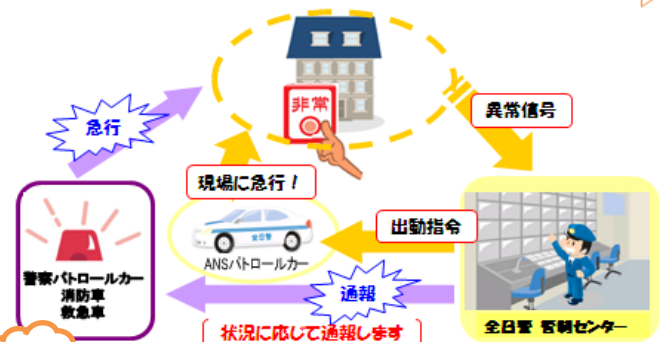 非常
異常信号
急行
現場に急行！
出動指令
全日警
ANSパトロールカー
警察パトロールカー
消防車
救急車
通報
全日警 管制センター
状況に応じて通報します